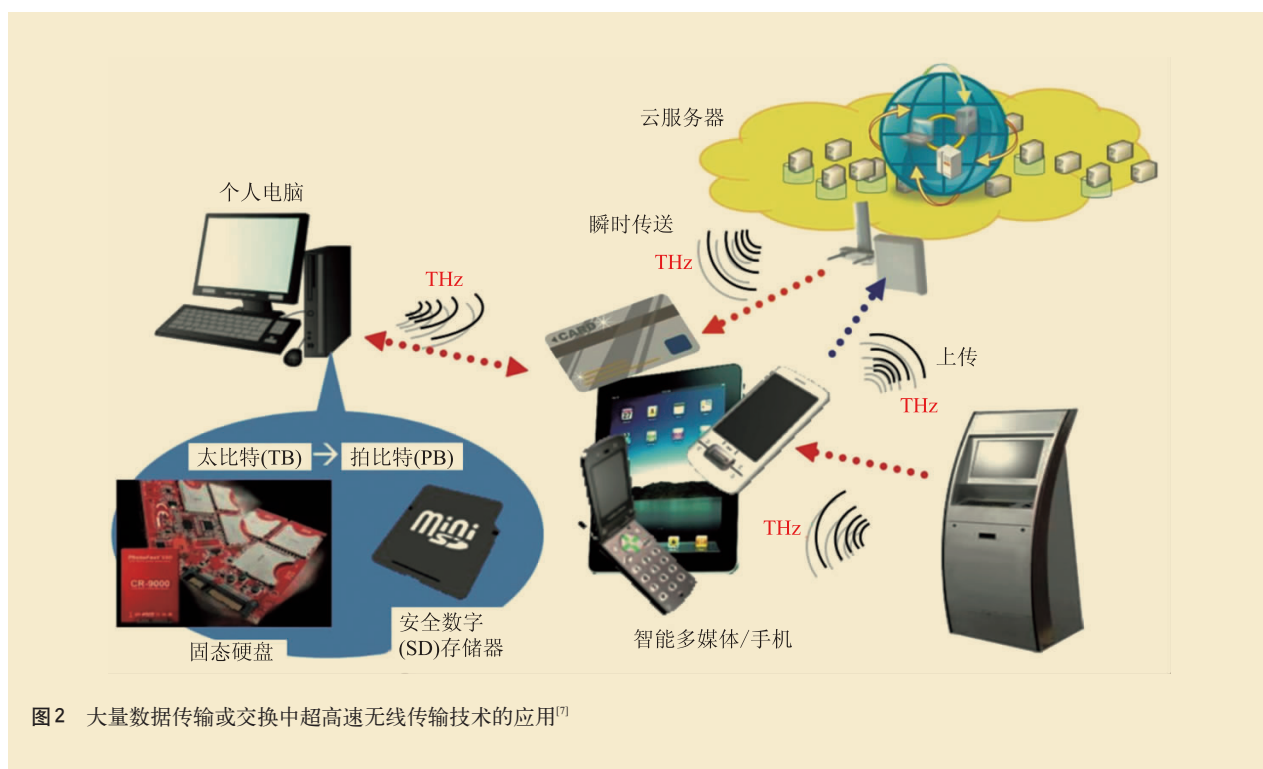 云服务器
个人电脑
瞬时传送
THz
THz
CARD
上传
THz
太比特(TB)
拍比特(PB)
THz
mini
SD
CR-9000
固态硬盘
安全数字
(SD)存储器
智能多媒体/手机
图2 大量数据传输或交换中超高速无线传输技术的应用[7]